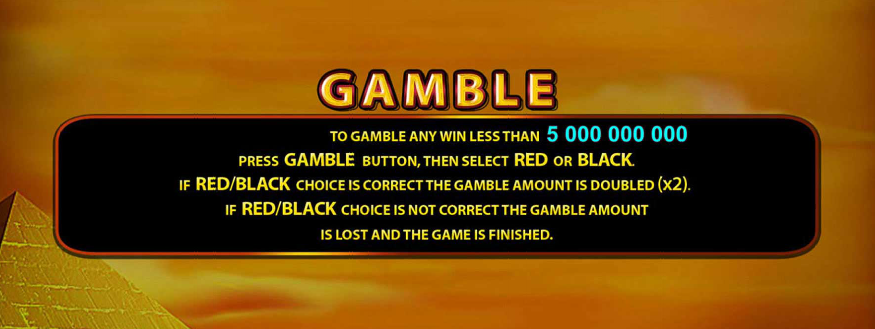 GAMBLE
TO GAMBLE ANY WIN LESS THAN 5 000 000 000
PRESS GAMBLE BUTTON, THEN SELECT RED OR BLACK.
IF RED/BLACK CHOICE IS CORRECT THE GAMBLE AMOUNT IS DOUBLED (x2).
IF RED/BLACK CHOICE IS NOT CORRECT THE GAMBLE AMOUNT
IS LOST AND THE GAME IS FINISHED.